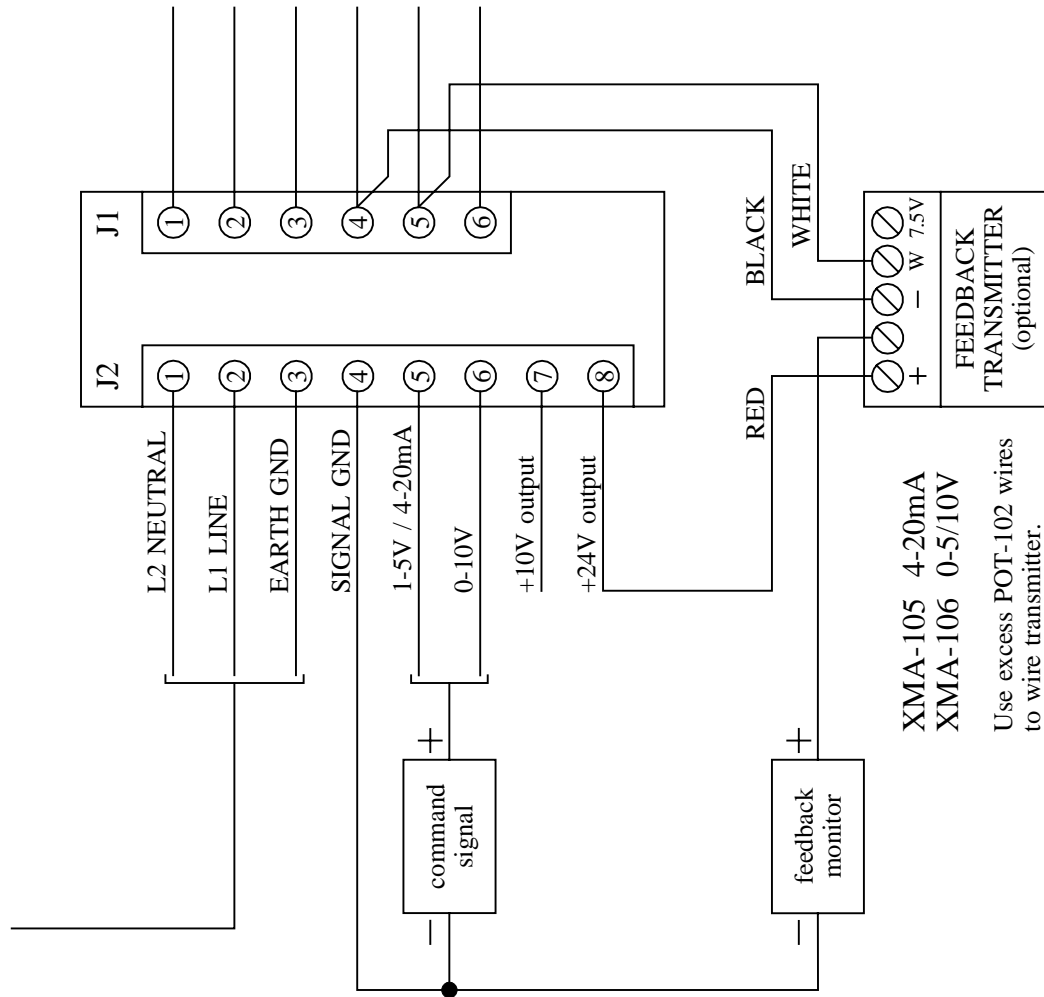 J1
1
2
3
4
5
6
J2
1
2
3
4
5
6
7
8
L2 NEUTRAL
L1 LINE
EARTH GND
SIGNAL GND
1-5V / 4-20mA
0-10V
+10V output
+24V output
BLACK
WHITE
RED
W 7.5V
−
+
FEEDBACK
TRANSMITTER
(optional)
+
command
signal
−
+
feedback
monitor
−
XMA-105 4-20mA
XMA-106 0-5/10V
Use excess POT-102 wires
to wire transmitter.